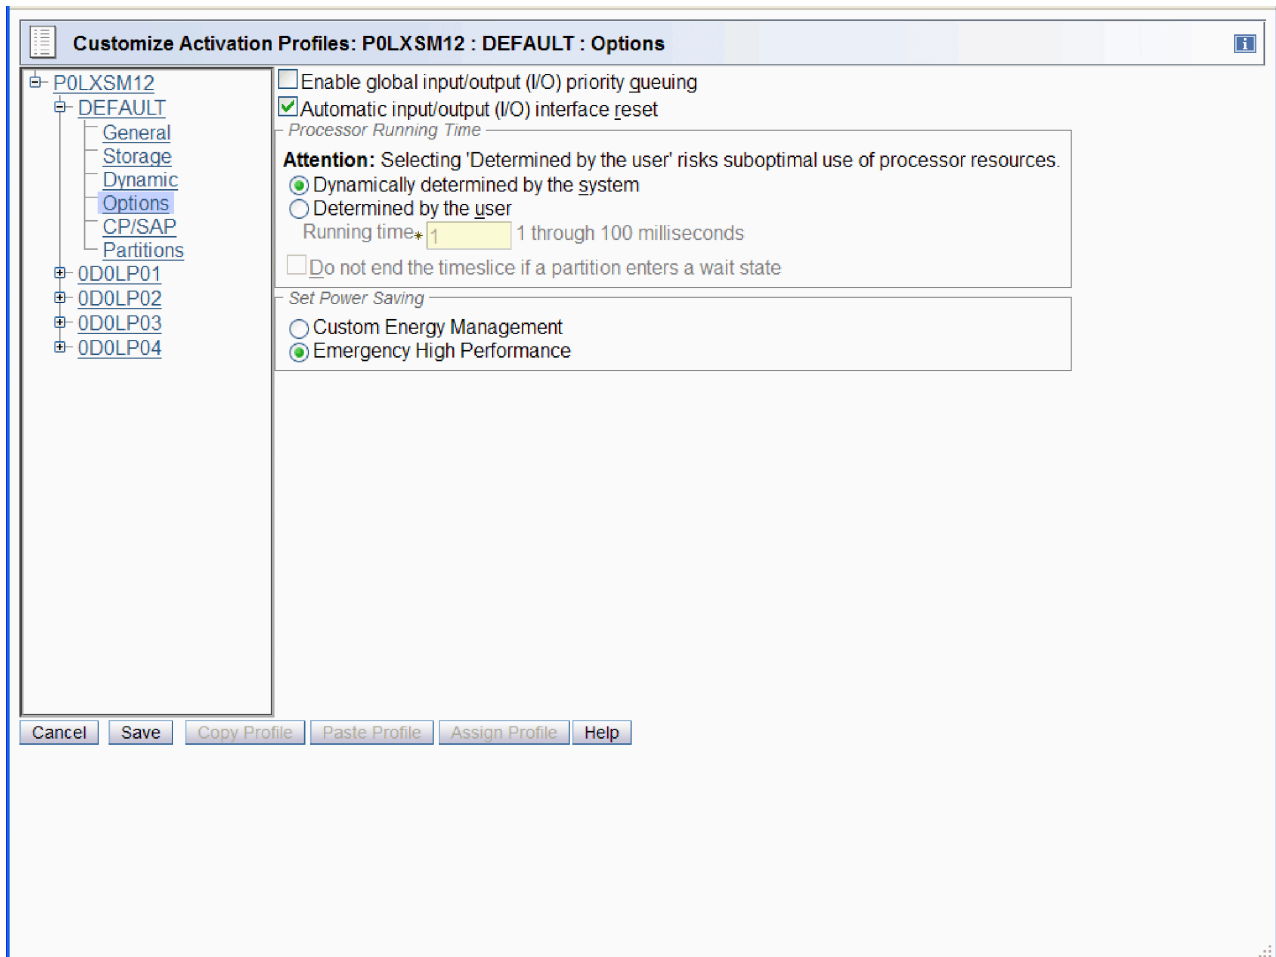 Customize Activation Profiles: P0LXSM12 : DEFAULT : Options
P0LXSM12
DEFAULT
General
Storage
Dynamic
Options
CP/SAP
Partitions
0D0LP01
0D0LP02
0D0LP03
0D0LP04
Enable global input/output (I/O) priority queuing
Automatic input/output (I/O) interface reset
Processor Running Time
Attention: Selecting 'Determined by the user' risks suboptimal use of processor resources.
Dynamically determined by the system
Determined by the user
Running time* 1 1 through 100 milliseconds
Do not end the timeslice if a partition enters a wait state
Set Power Saving
Custom Energy Management
Emergency High Performance
Cancel Save Copy Profile Paste Profile Assign Profile Help